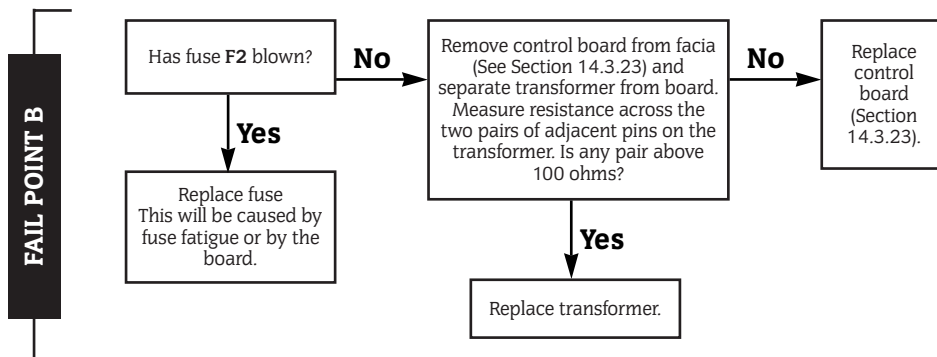 FAIL POINT B
Has fuse F2 blown?
No
Remove control board from facia
(See Section 14.3.23) and
separate transformer from board.
Measure resistance across the
two pairs of adjacent pins on the
transformer. Is any pair above
100 ohms?
No
Replace
control
board
(Section
14.3.23).
Yes
Replace fuse
This will be caused by
fuse fatigue or by the
board.
Yes
Replace transformer.